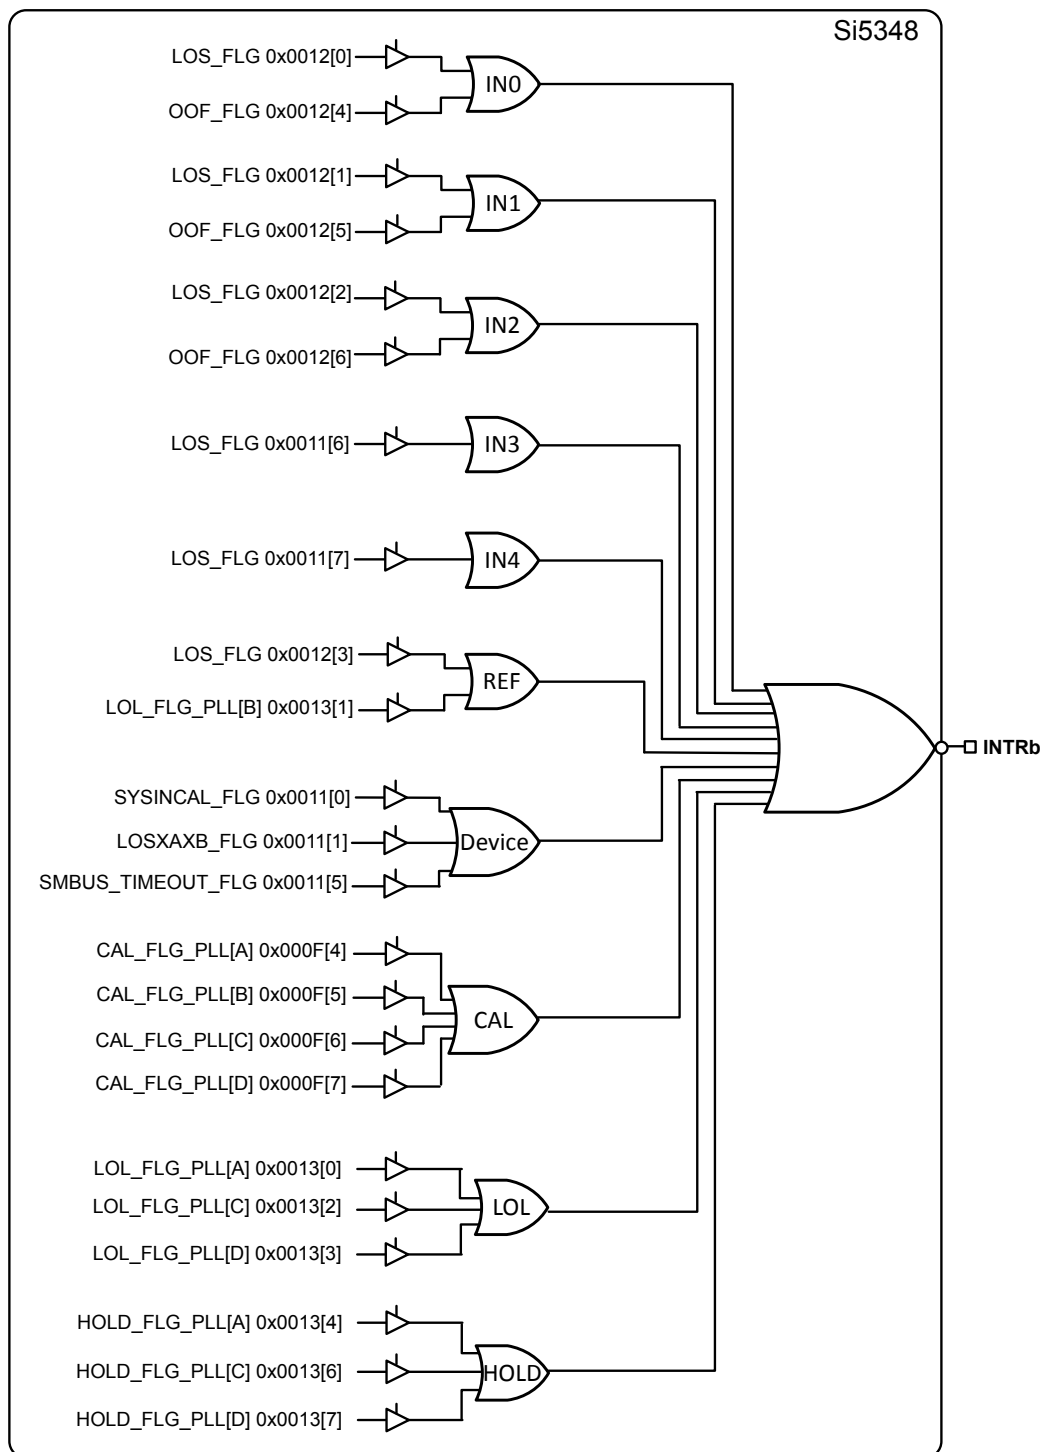 Si5348
LOS_FLG 0x0012[0]
IN0
OOF_FLG 0x0012[4]
LOS_FLG 0x0012[1]
IN1
OOF_FLG 0x0012[5]
LOS_FLG 0x0012[2]
IN2
OOF_FLG 0x0012[6]
LOS_FLG 0x0011[6]
IN3
LOS_FLG 0x0011[7]
IN4
LOS_FLG 0x0012[3]
REF
LOL_FLG_PLL[B] 0x0013[1]
INTRb
SYSINCAL_FLG 0x0011[0]
LOSXAXB_FLG 0x0011[1]
Device
SMBUS_TIMEOUT_FLG 0x0011[5]
CAL_FLG_PLL[A] 0x000F[4]
CAL_FLG_PLL[B] 0x000F[5]
CAL
CAL_FLG_PLL[C] 0x000F[6]
CAL_FLG_PLL[D] 0x000F[7]
LOL_FLG_PLL[A] 0x0013[0]
LOL_FLG_PLL[C] 0x0013[2]
LOL
LOL_FLG_PLL[D] 0x0013[3]
HOLD_FLG_PLL[A] 0x0013[4]
HOLD_FLG_PLL[C] 0x0013[6]
HOLD
HOLD_FLG_PLL[D] 0x0013[7]